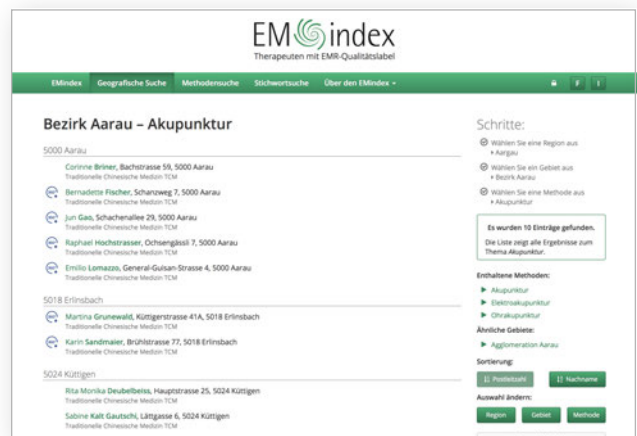 EM index
Therapeuten mit EMR-Qualitätslabel
EMindex Geografische Suche Methodensuche Stichwortsuche Über den EMindex F I
Bezirk Aarau – Akupunktur
5000 Aarau
Corinne Briner, Bachstrasse 59, 5000 Aarau
Traditionelle Chinesische Medizin TCM
Bernadette Fischer, Schanzweg 7, 5000 Aarau
Traditionelle Chinesische Medizin TCM
Jun Gao, Schachenallee 29, 5000 Aarau
Traditionelle Chinesische Medizin TCM
Raphael Hochstrasser, Ochsengässli 7, 5000 Aarau
Traditionelle Chinesische Medizin TCM
Emilio Lomazzo, General-Guisan-Strasse 4, 5000 Aarau
Traditionelle Chinesische Medizin TCM
5018 Erlinsbach
Martina Grunewald, Küttigerstrasse 41A, 5018 Erlinsbach
Traditionelle Chinesische Medizin TCM
Karin Sandmaier, Brühlstrasse 77, 5018 Erlinsbach
Traditionelle Chinesische Medizin TCM
5024 Küttigen
Rita Monika Deubelbeiss, Hauptstrasse 25, 5024 Küttigen
Traditionelle Chinesische Medizin TCM
Sabine Kalt Gautschi, Lättgasse 6, 5024 Küttigen
Traditionelle Chinesische Medizin TCM
Schritte:
Wählen Sie eine Region aus
Aargau
Wählen Sie ein Gebiet aus
Bezirk Aarau
Wählen Sie eine Methode aus
Akupunktur
Es wurden 10 Einträge gefunden.
Die Liste zeigt alle Ergebnisse zum
Thema Akupunktur.
Enthaltene Methoden:
Akupunktur
Elektroakupunktur
Ohrakupunktur
Ähnliche Gebiete:
Agglomeration Aarau
Sortierung:
Postleitzahl Nachname
Auswahl ändern:
Region Gebiet Methode